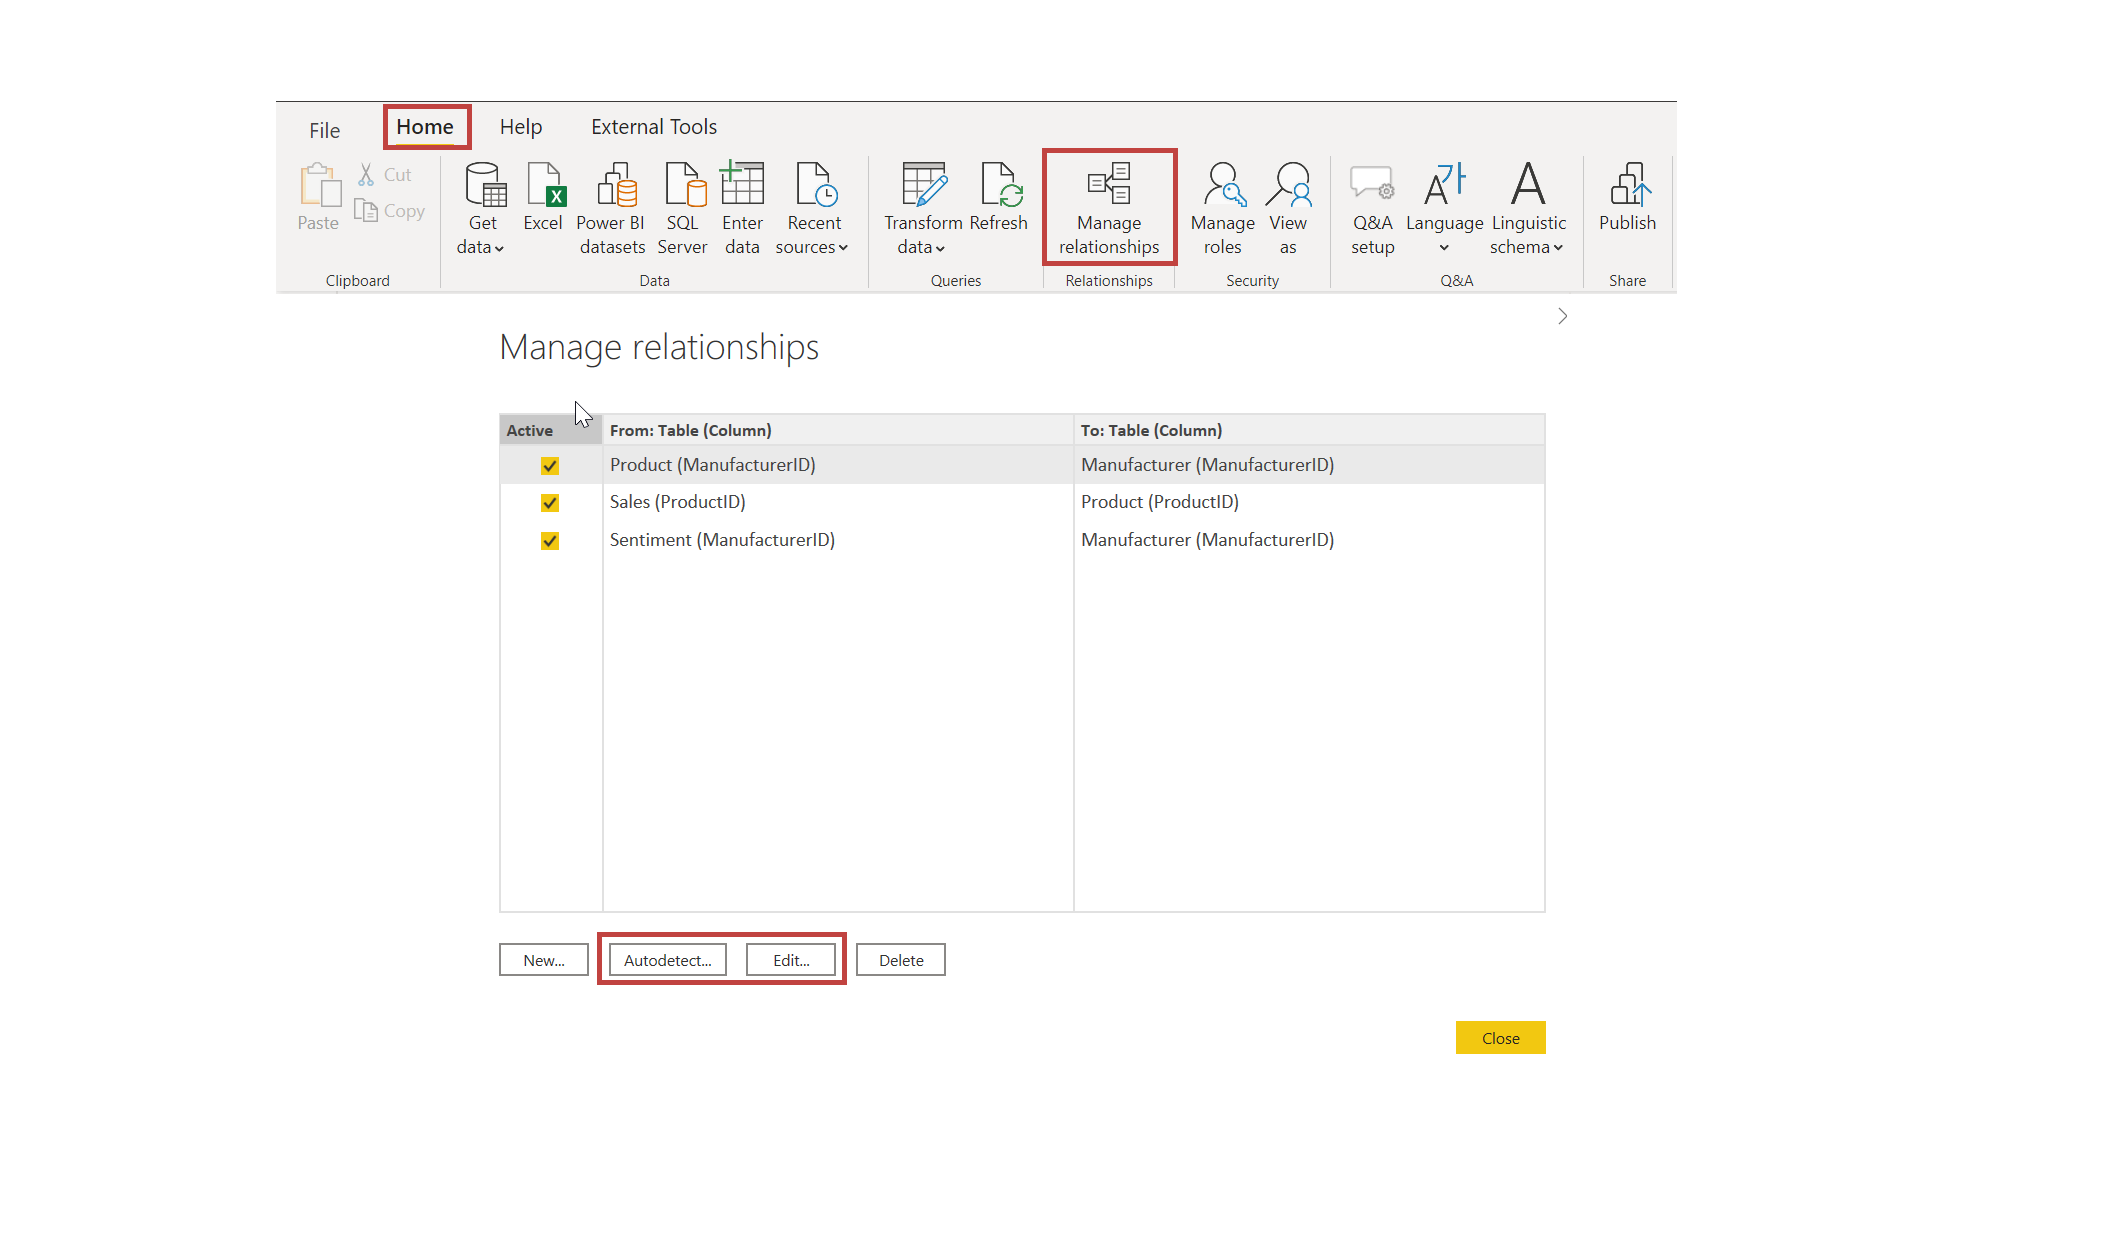 File Home Help External Tools
Paste Cut
Copy
Get data Excel Power BI datasets SQL Server Enter data Recent sources
Transform data Refresh
Manage relationships
Manage roles View as
Q&A setup Language Linguistic schema
Publish
Clipboard Data Queries Relationships Security Q&A Share
Manage relationships
Active From: Table (Column) To: Table (Column)
Product (ManufacturerID) Manufacturer (ManufacturerID)
Sales (ProductID) Product (ProductID)
Sentiment (ManufacturerID) Manufacturer (ManufacturerID)
New... Autodetect... Edit... Delete
Close